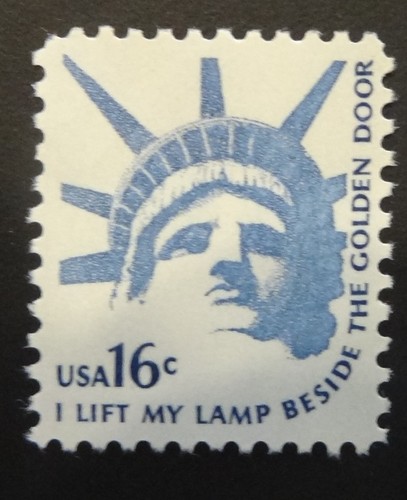 USA16c
I LIFT MY LAMP BESIDE THE GOLDEN DOOR